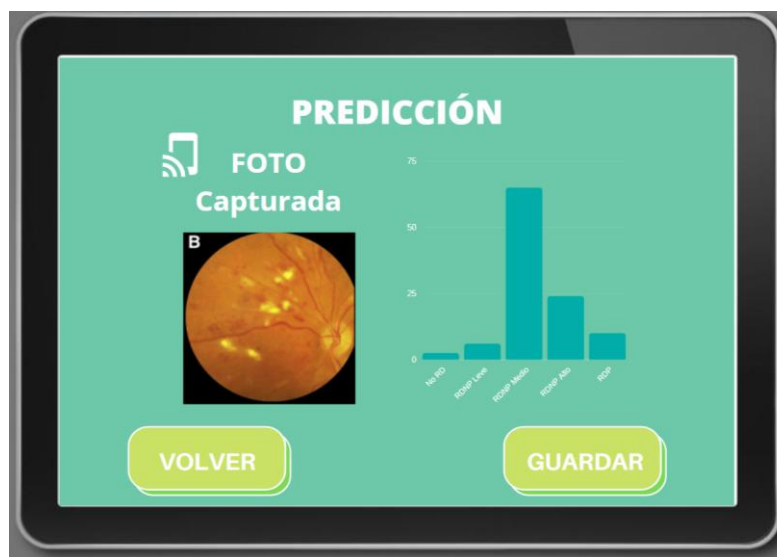 PREDICCIÓN
FOTO
Capturada
B
75
50
25
0
No RD
RDNP Leve
RDNP Medio
RDNP Alto
RDP
VOLVER
GUARDAR